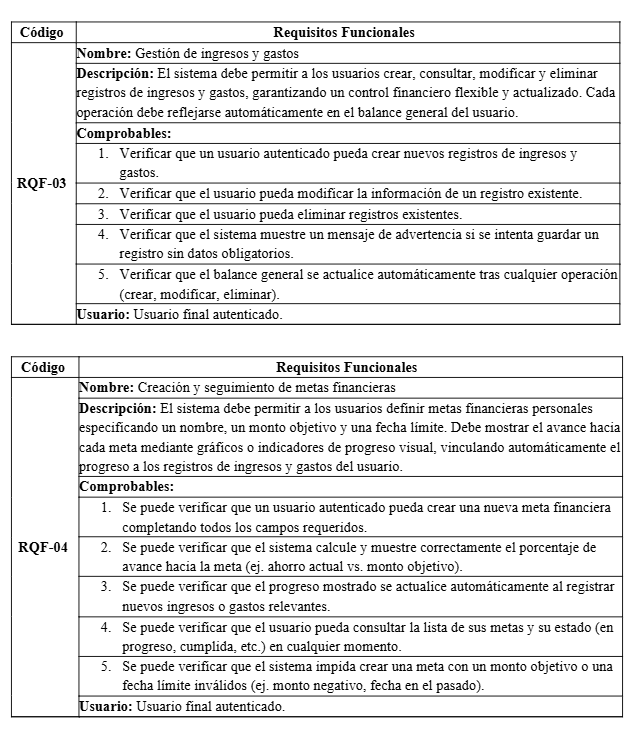 Código Requisitos Funcionales
Nombre: Gestión de ingresos y gastos
Descripción: El sistema debe permitir a los usuarios crear, consultar, modificar y eliminar
registros de ingresos y gastos, garantizando un control financiero flexible y actualizado. Cada
operación debe reflejarse automáticamente en el balance general del usuario.
Comprobables:
1. Verificar que un usuario autenticado pueda crear nuevos registros de ingresos y
gastos.
RQF-03
2. Verificar que el usuario pueda modificar la información de un registro existente.
3. Verificar que el usuario pueda eliminar registros existentes.
4. Verificar que el sistema muestre un mensaje de advertencia si se intenta guardar un
registro sin datos obligatorios.
5. Verificar que el balance general se actualice automáticamente tras cualquier operación
(crear, modificar, eliminar).
Usuario: Usuario final autenticado.
Código Requisitos Funcionales
Nombre: Creación y seguimiento de metas financieras
Descripción: El sistema debe permitir a los usuarios definir metas financieras personales
especificando un nombre, un monto objetivo y una fecha límite. Debe mostrar el avance hacia
cada meta mediante gráficos o indicadores de progreso visual, vinculando automáticamente el
progreso a los registros de ingresos y gastos del usuario.
Comprobables:
1. Se puede verificar que un usuario autenticado pueda crear una nueva meta financiera
completando todos los campos requeridos.
RQF-04
2. Se puede verificar que el sistema calcule y muestre correctamente el porcentaje de
avance hacia la meta (ej. ahorro actual vs. monto objetivo).
3. Se puede verificar que el progreso mostrado se actualice automáticamente al registrar
nuevos ingresos o gastos relevantes.
4. Se puede verificar que el usuario pueda consultar la lista de sus metas y su estado (en
progreso, cumplida, etc.) en cualquier momento.
5. Se puede verificar que el sistema impida crear una meta con un monto objetivo o una
fecha límite inválidos (ej. monto negativo, fecha en el pasado).
Usuario: Usuario final autenticado.